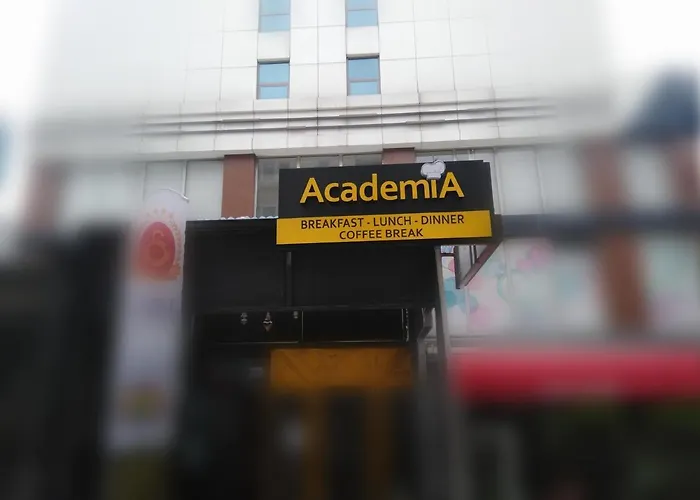 AcademiA
BREAKFAST - LUNCH - DINNER
COFFEE BREAK